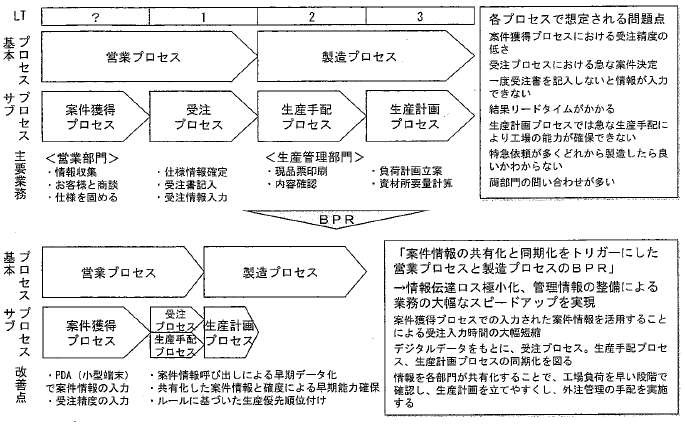 LT ? 1 2 3
基本プロセス
営業プロセス
製造プロセス
サブプロセス
案件獲得
プロセス
受注
プロセス
生産手配
プロセス
生産計画
プロセス
主要業務
＜営業部門＞
・情報収集
・お客様と商談
・仕様を固める
・仕様情報確定
・受注書記入
・受注情報入力
＜生産管理部門＞
・現品票印刷
・内容確認
・負荷計画立案
・資材所要量計算
各プロセスで想定される問題点
案件獲得プロセスにおける受注精度の
低さ
受注プロセスにおける急な案件決定
一度受注書を記入しないと情報が入力
できない
結果リードタイムがかかる
生産計画プロセスでは急な生産手配に
より工場の能力が確保できない
特急依頼が多くどれから製造したら良
いかわからない
両部門の問い合わせが多い
BPR
基本プロセス
営業プロセス
製造プロセス
サブプロセス
案件獲得
プロセス
受注
プロセス
生産手配
プロセス
生産計画
プロセス
改善点
・PDA（小型端末）
で案件情報の入力
・受注精度の入力
・案件情報呼び出しによる早期データ化
・共有化した案件情報と確度による早期能力確保
・ルールに基づいた生産優先順位付け
「案件情報の共有化と同期化をトリガーにした
営業プロセスと製造プロセスのBPR」
→情報伝達ロス極小化、管理情報の整備による
業務の大幅なスピードアップを実現
案件獲得プロセスでの入力された案件情報を活用すること
による受注入力時間の大幅短縮
デジタルデータをもとに、受注プロセス。生産手配プロセ
ス、生産計画プロセスの同期化を図る
情報を各部門が共有化することで、工場負荷を早い段階で
確認し、生産計画を立てやすくし、外注管理の手配を実施す
る